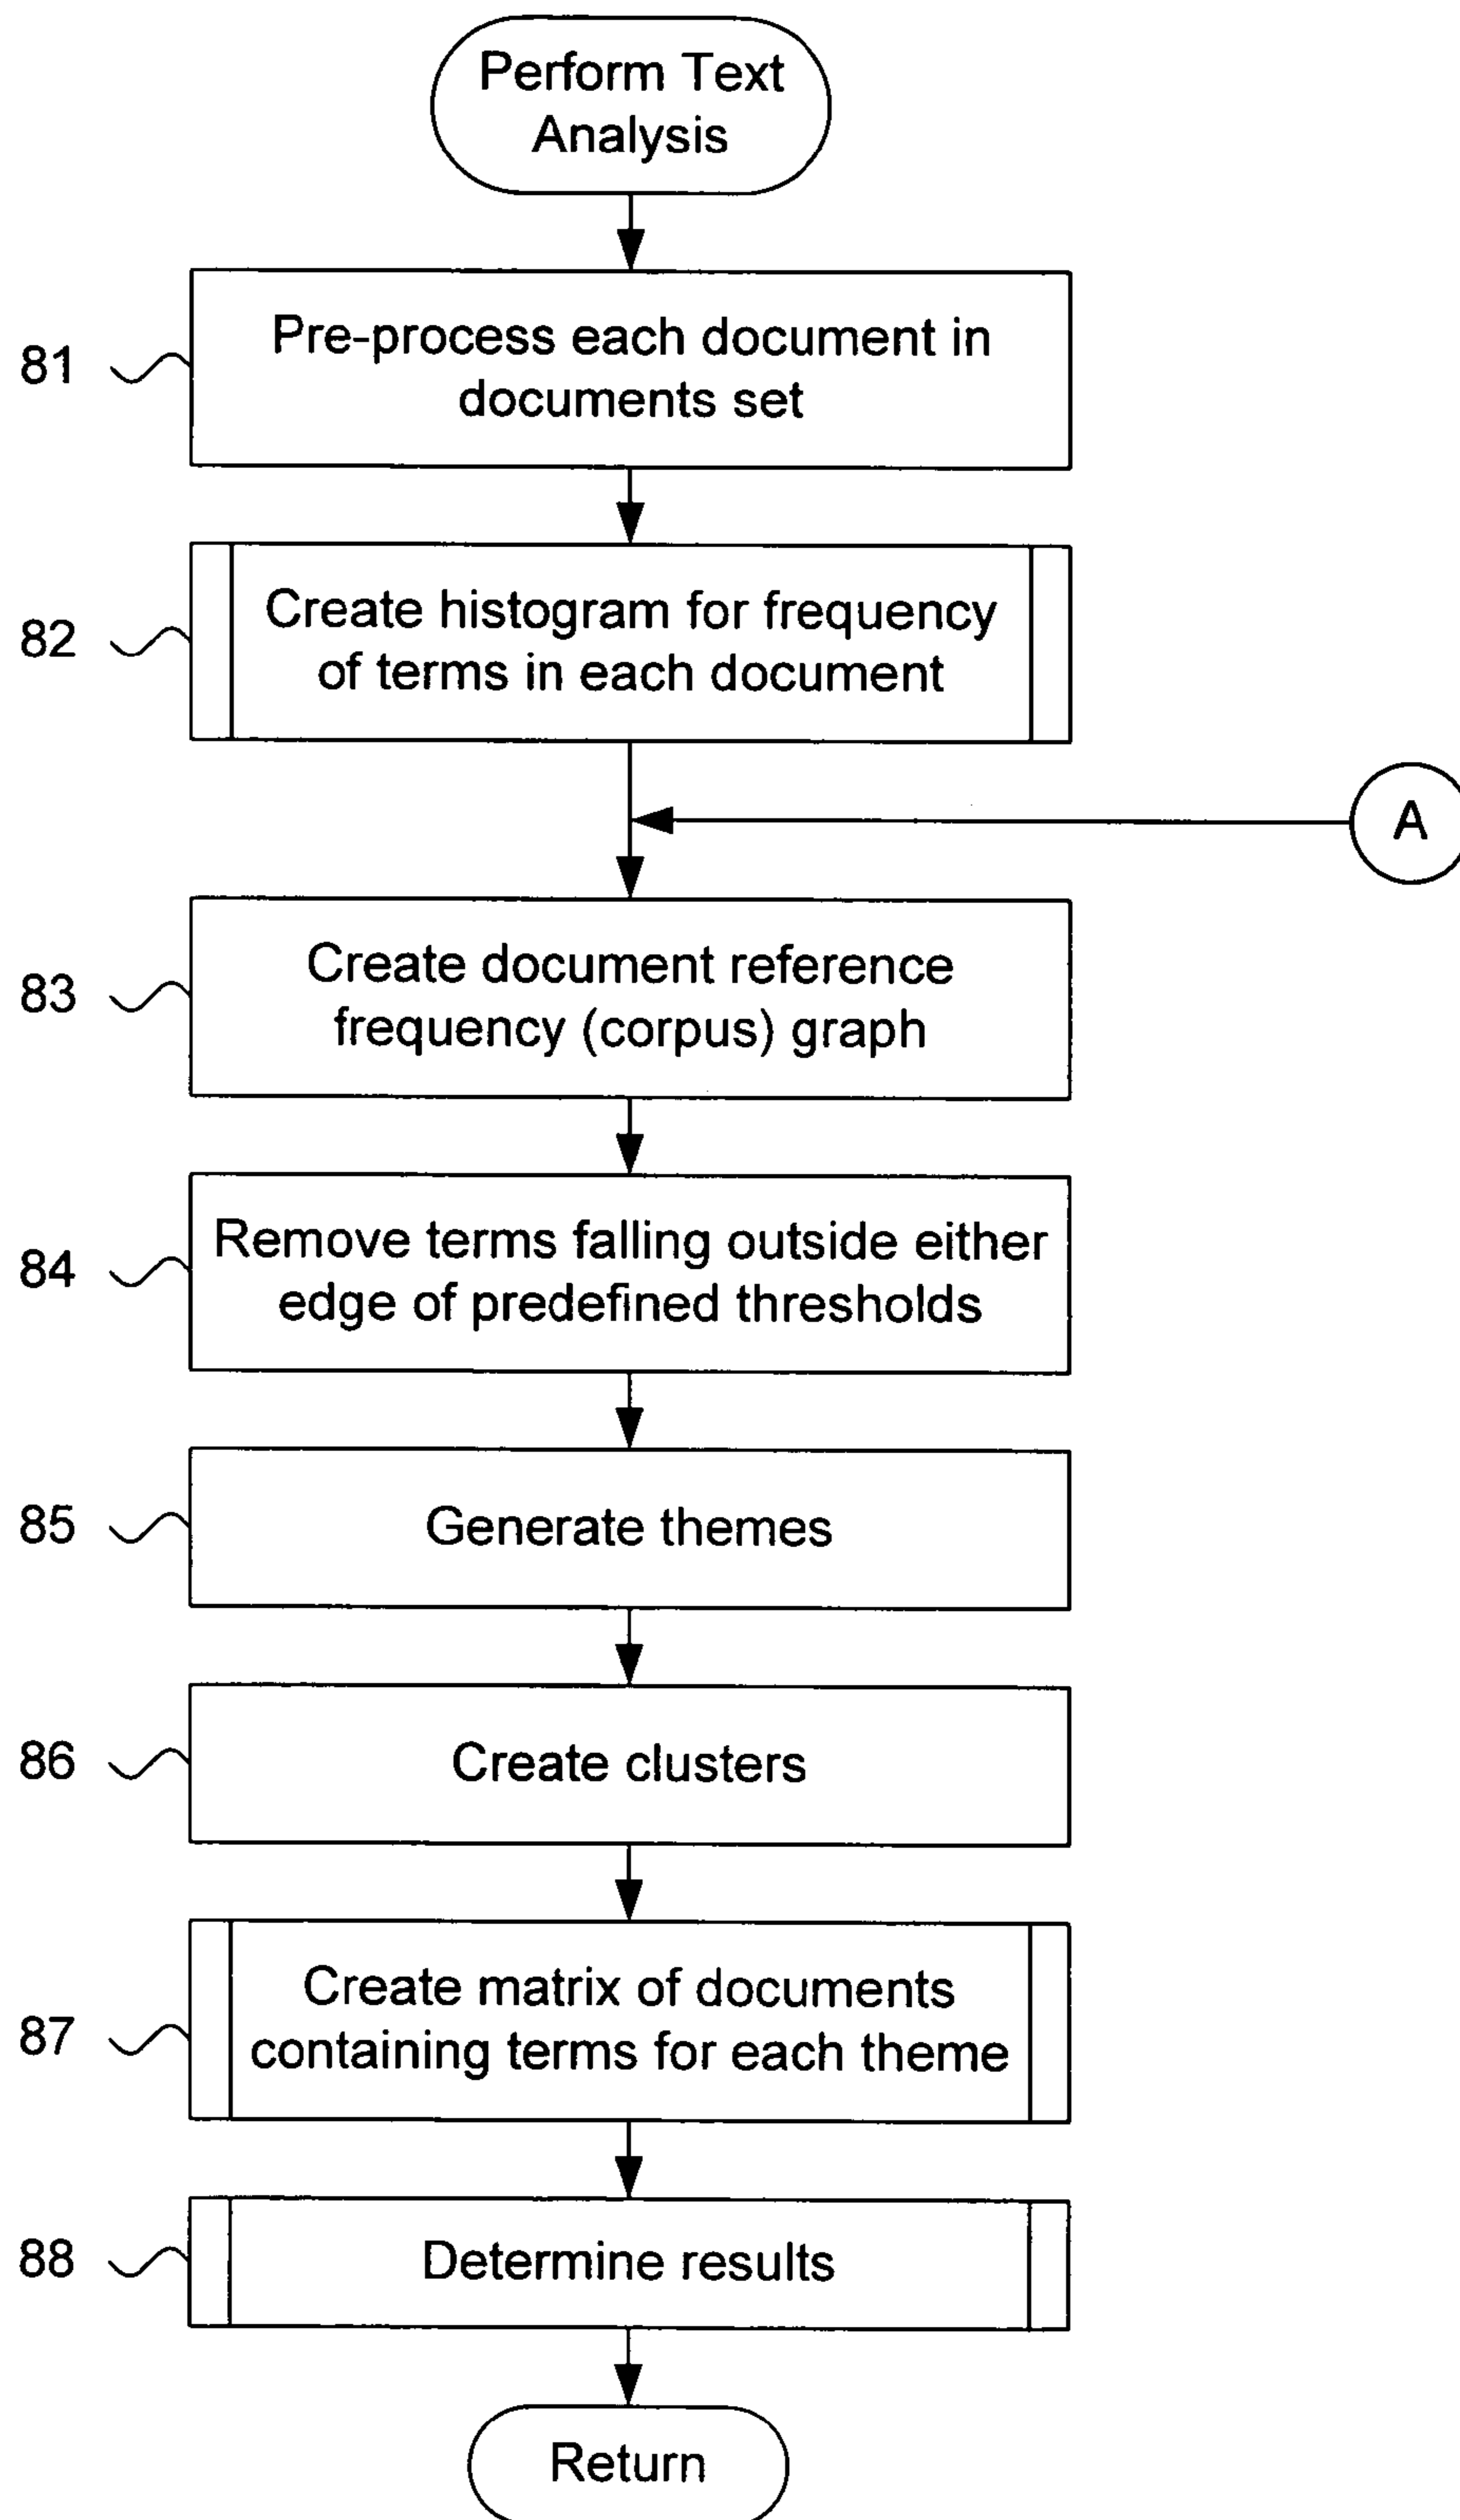 Perform Text
Analysis
81
Pre-process each document in
documents set
82
Create histogram for frequency
of terms in each document
A
83
Create document reference
frequency (corpus) graph
84
Remove terms falling outside either
edge of predefined thresholds
85
Generate themes
86
Create clusters
87
Create matrix of documents
containing terms for each theme
88
Determine results
Return